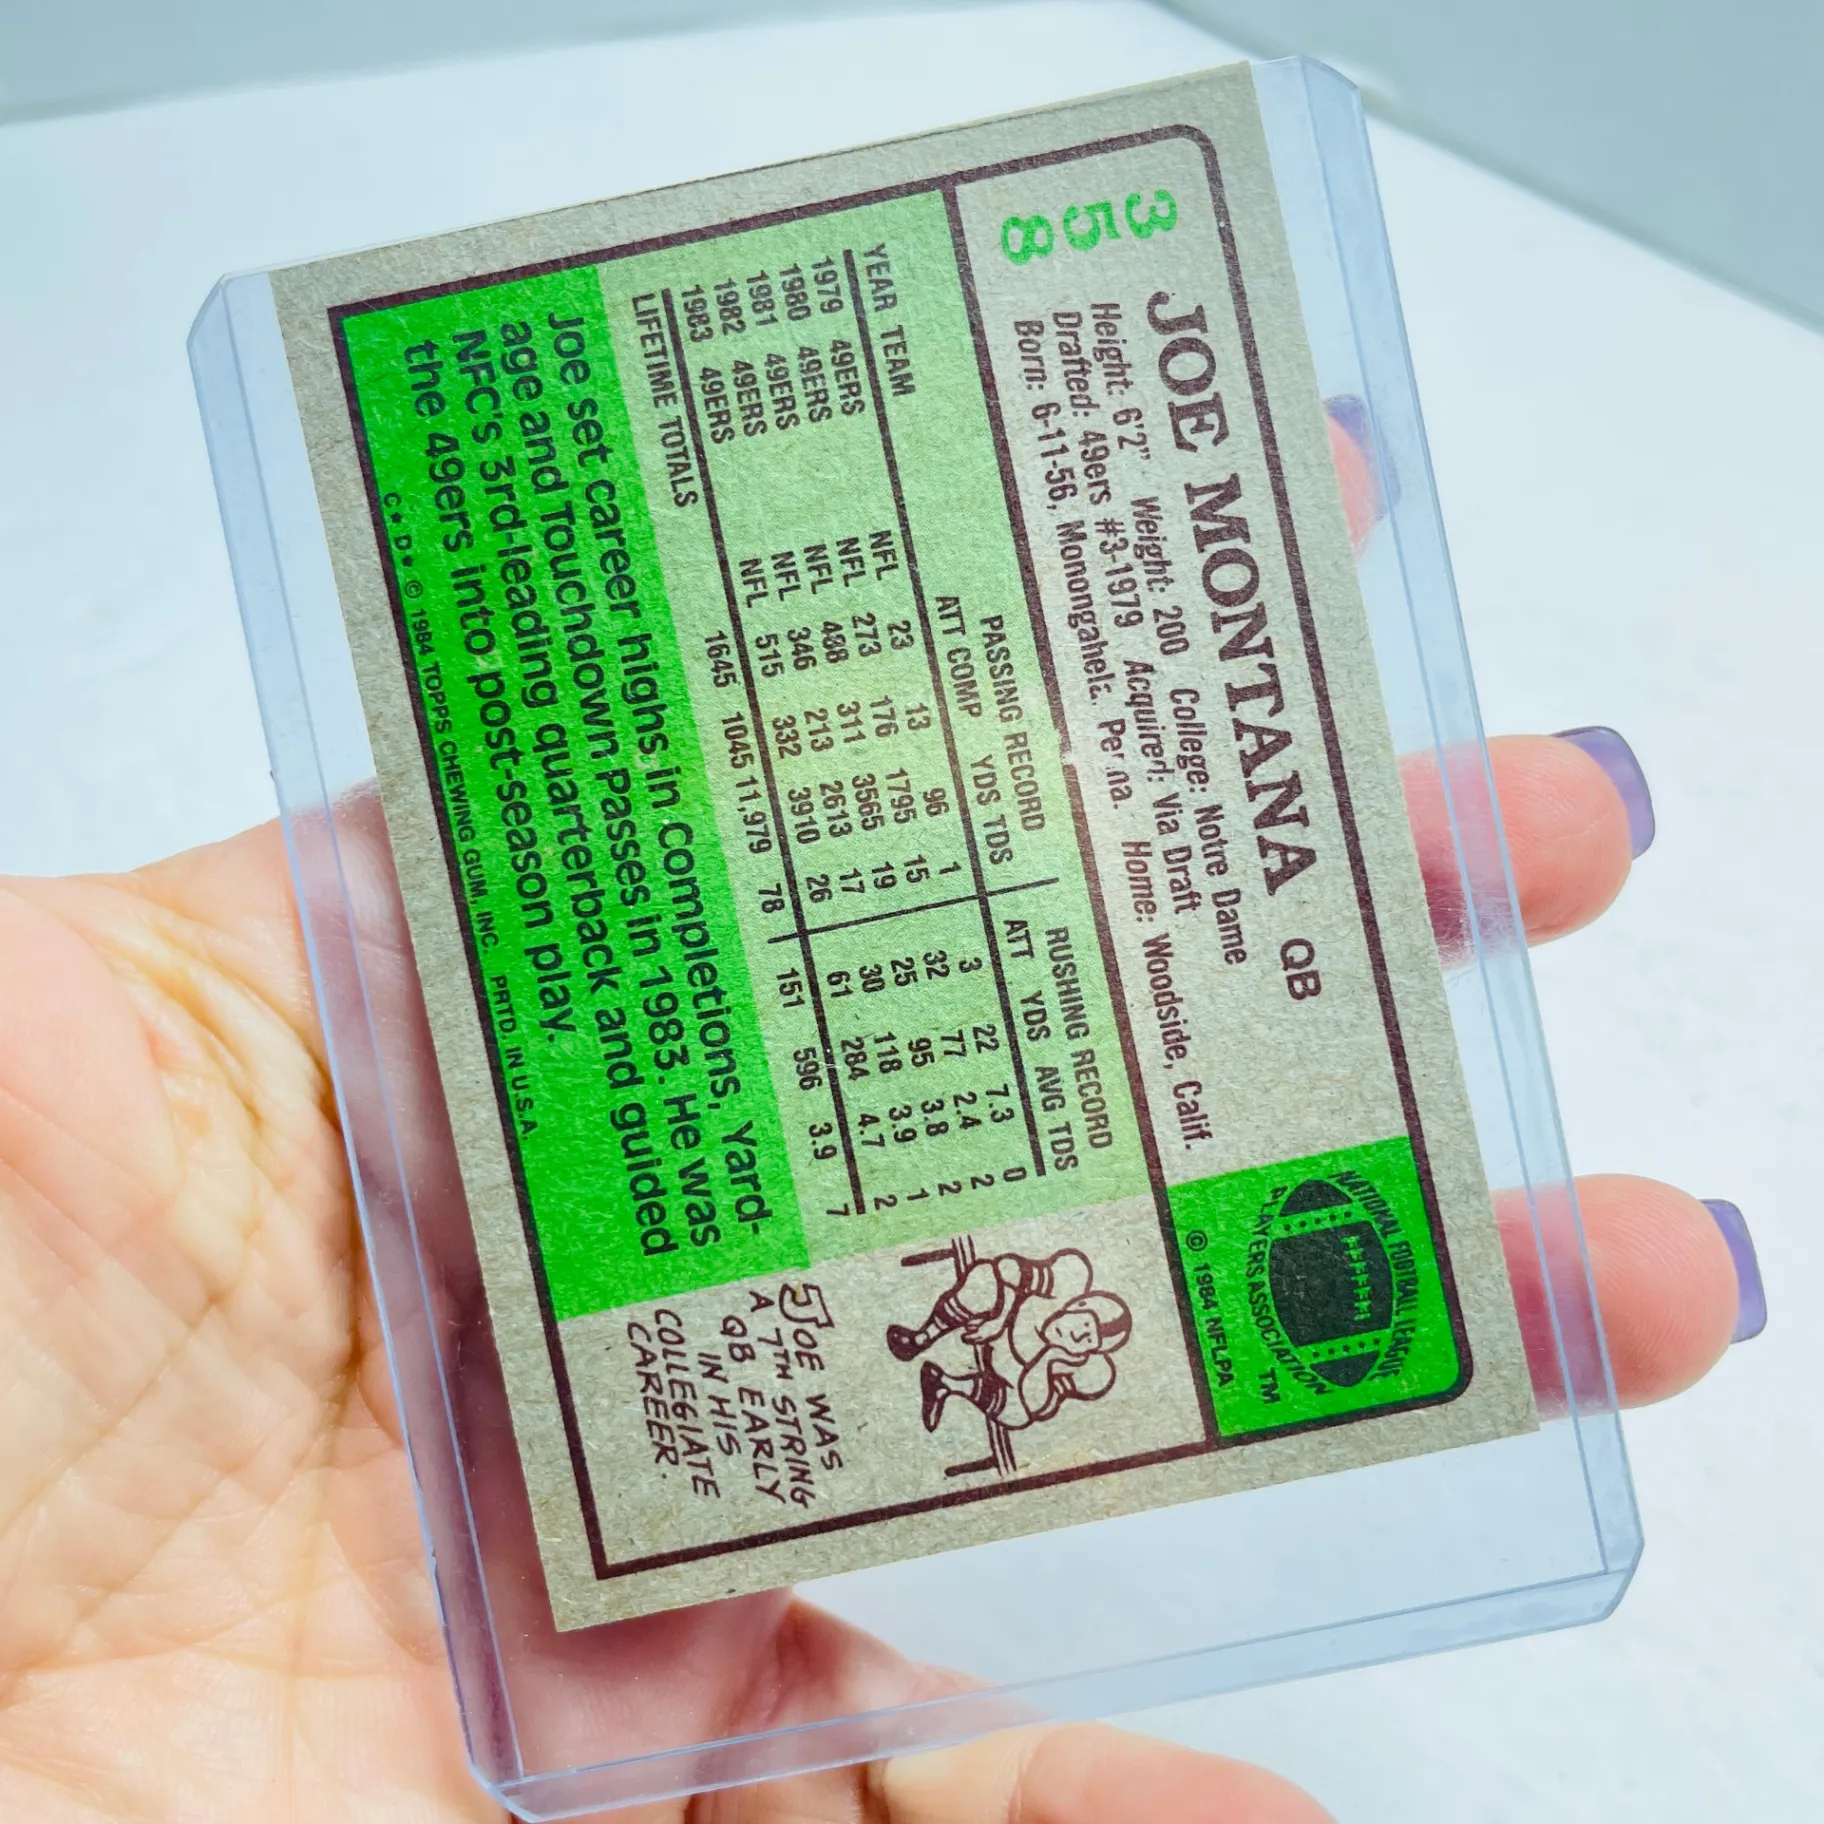 358
JOE MONTANA QB
Height: 6'2" Weight: 200 College: Notre Dame
Drafted: 49ers #3-1979 Acquired: Via Draft
Born: 6-11-56, Monongahela, Penna. Home: Woodside, Calif.
NATIONAL FOOTBALL LEAGUE
PLAYERS ASSOCIATION
TM
© 1984 NFLPA
PASSING RECORD RUSHING RECORD
YEAR TEAM ATT COMP YDS TDS ATT YDS AVG TDS
1979 49ERS NFL 23 13 96 1 3 22 7.3 0
1980 49ERS NFL 273 176 1795 15 32 77 2.4 2
1981 49ERS NFL 488 311 3565 19 25 95 3.8 2
1982 49ERS NFL 346 213 2613 17 30 118 3.9 1
1983 49ERS NFL 515 332 3910 26 61 284 4.7 2
LIFETIME TOTALS 1645 1045 11,979 78 151 596 3.9 7
Joe set career highs in Completions, Yard-
age and Touchdown Passes in 1983. He was
NFC's 3rd-leading quarterback and guided
the 49ers into post-season play.
C*D* © 1984 TOPPS CHEWING GUM, INC. PRTD. IN U.S.A.
JOE WAS
A 7TH STRING
QB EARLY
IN HIS
COLLEGIATE
CAREER.